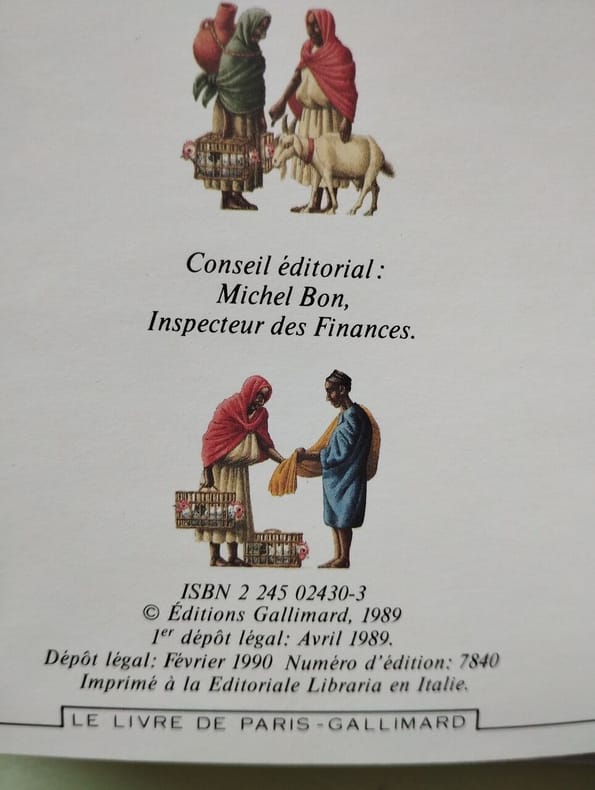 Conseil éditorial :
Michel Bon,
Inspecteur des Finances.
ISBN 2 245 02430-3
© Éditions Gallimard, 1989
1er dépôt légal: Avril 1989.
Dépôt légal: Février 1990 Numéro d'édition: 7840
Imprimé à la Editoriale Libraria en Italie.
LE LIVRE DE PARIS-GALLIMARD